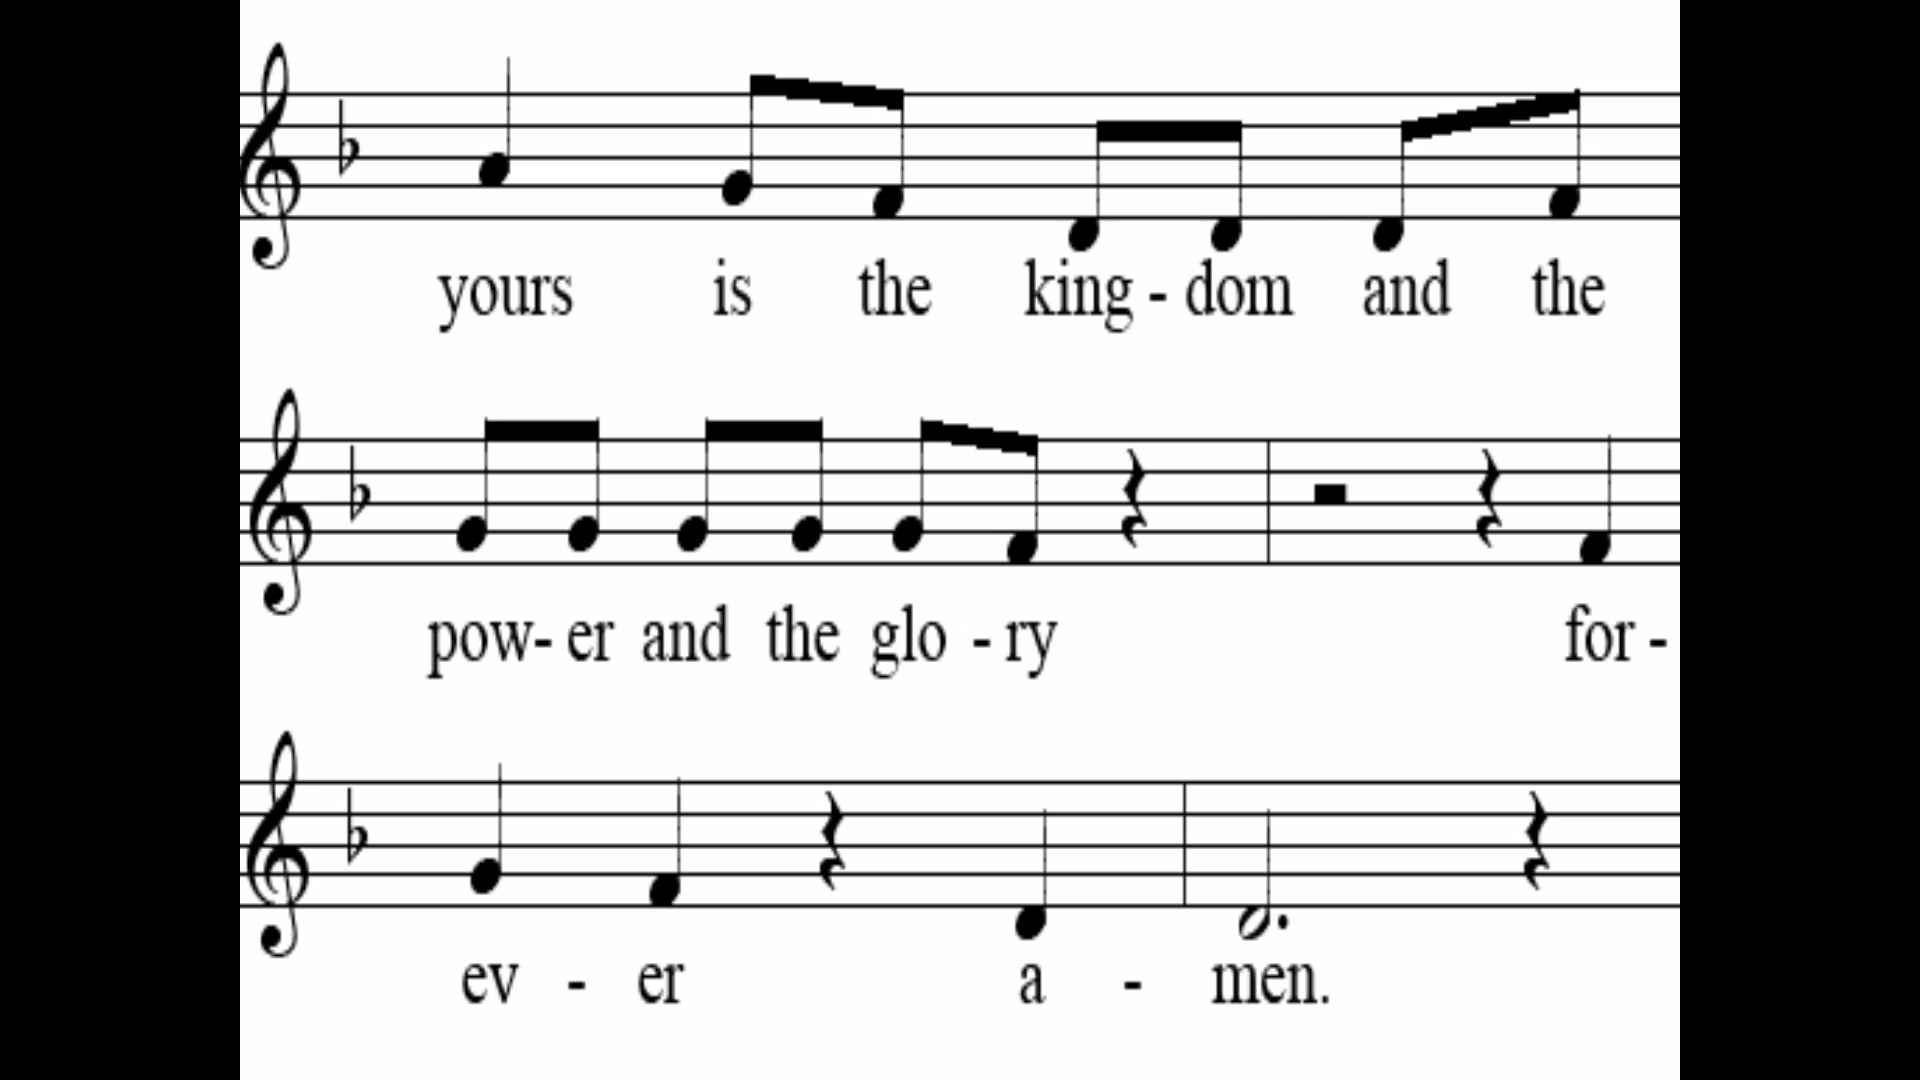 yours is the king - dom and the
pow- er and the glo - ry for -
ev - er a - men.